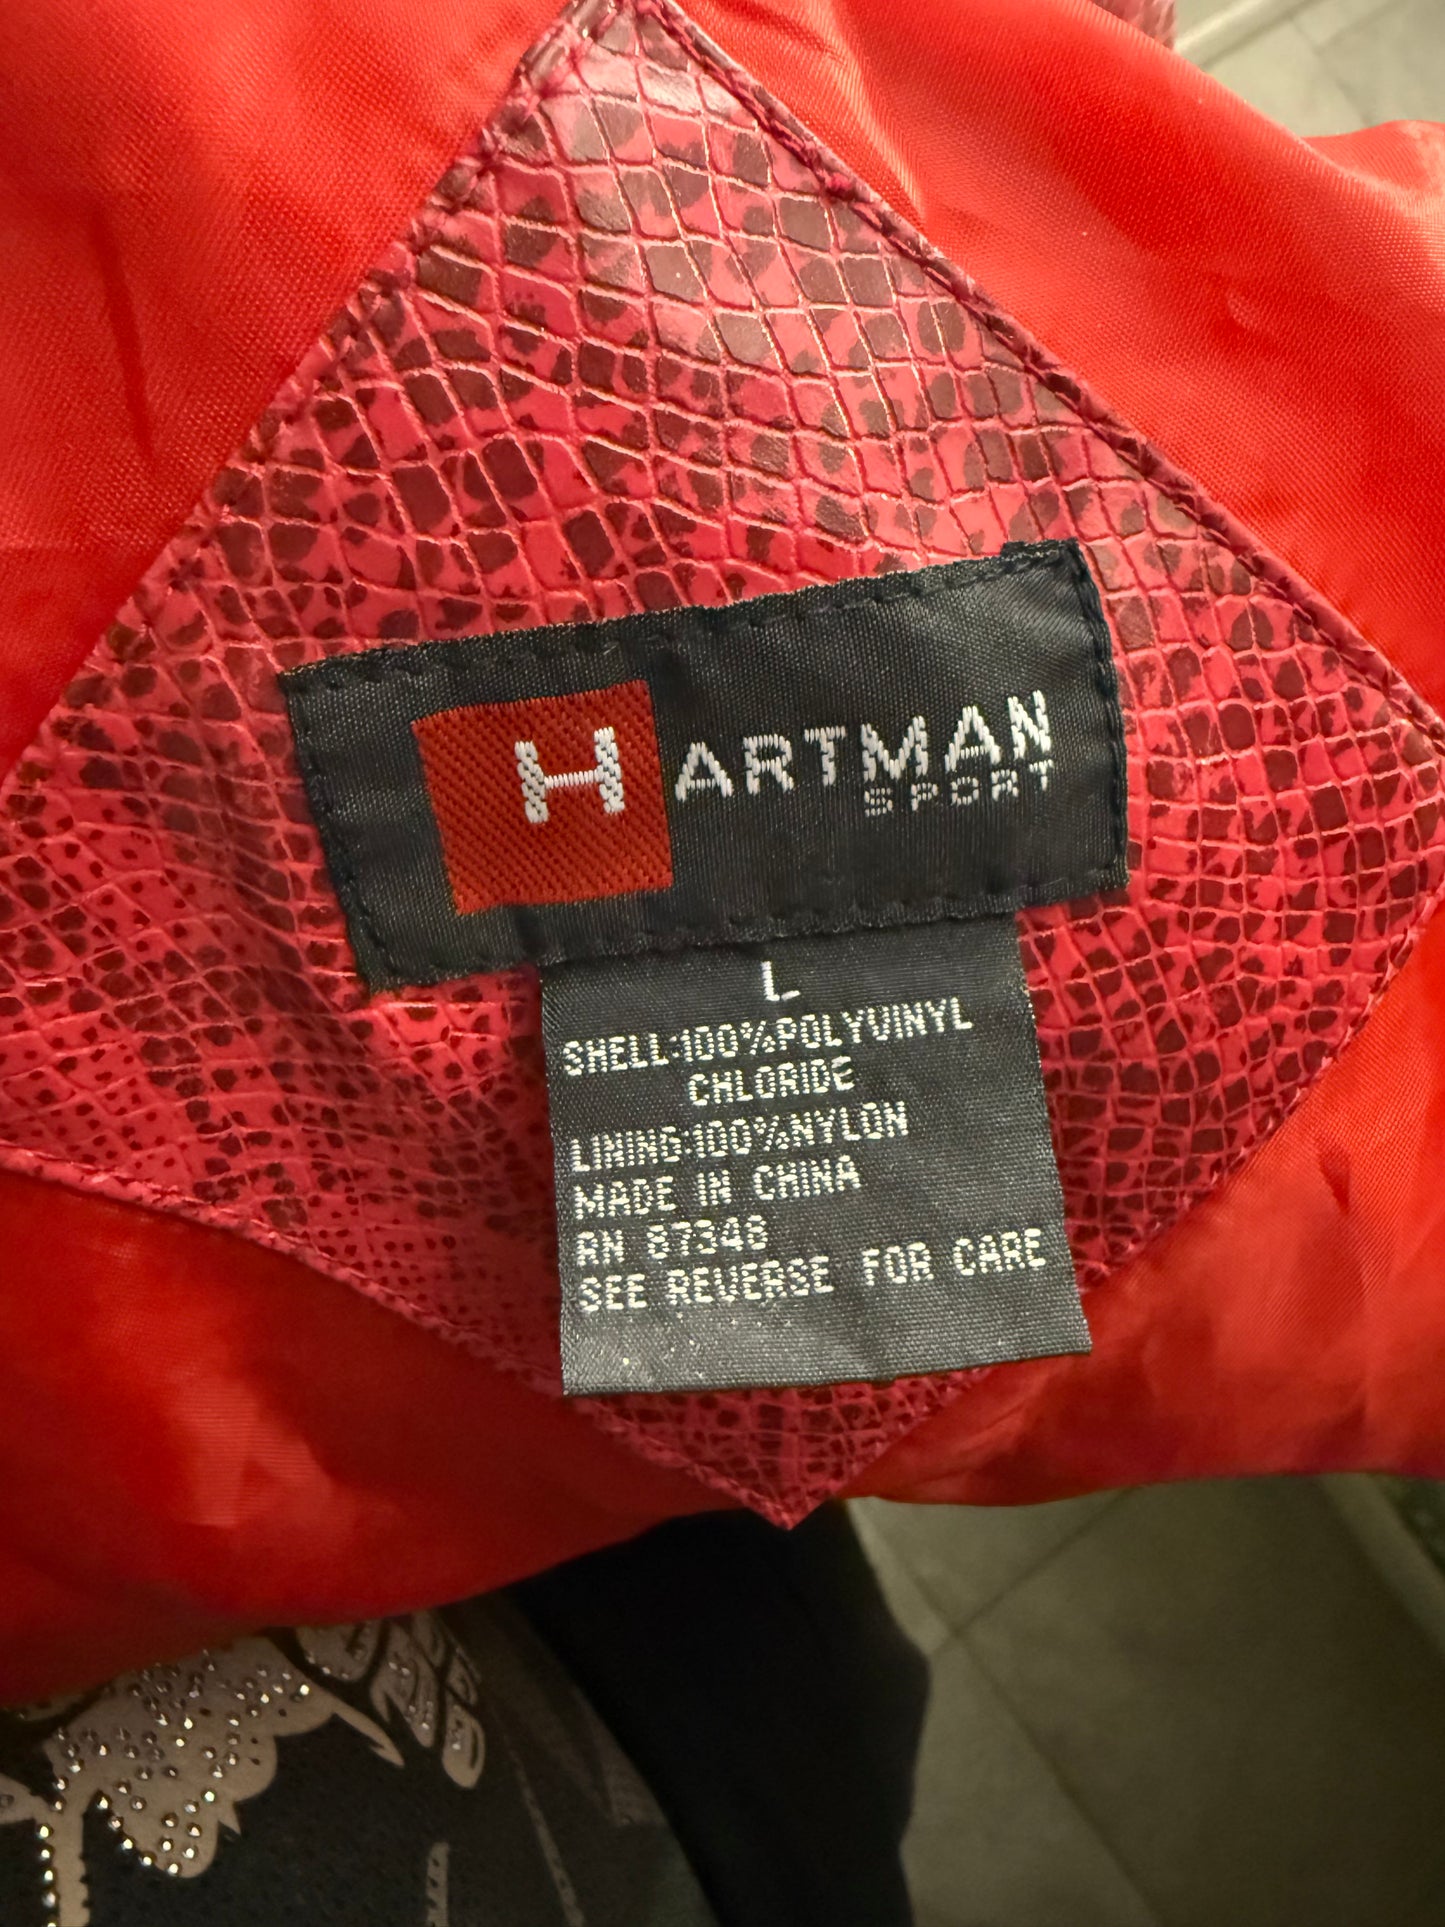 HARTMAN
SPORT
L
SHELL:100%POLYVINYL
CHLORIDE
LINING:100%NYLON
MADE IN CHINA
RN 87348
SEE REVERSE FOR CARE